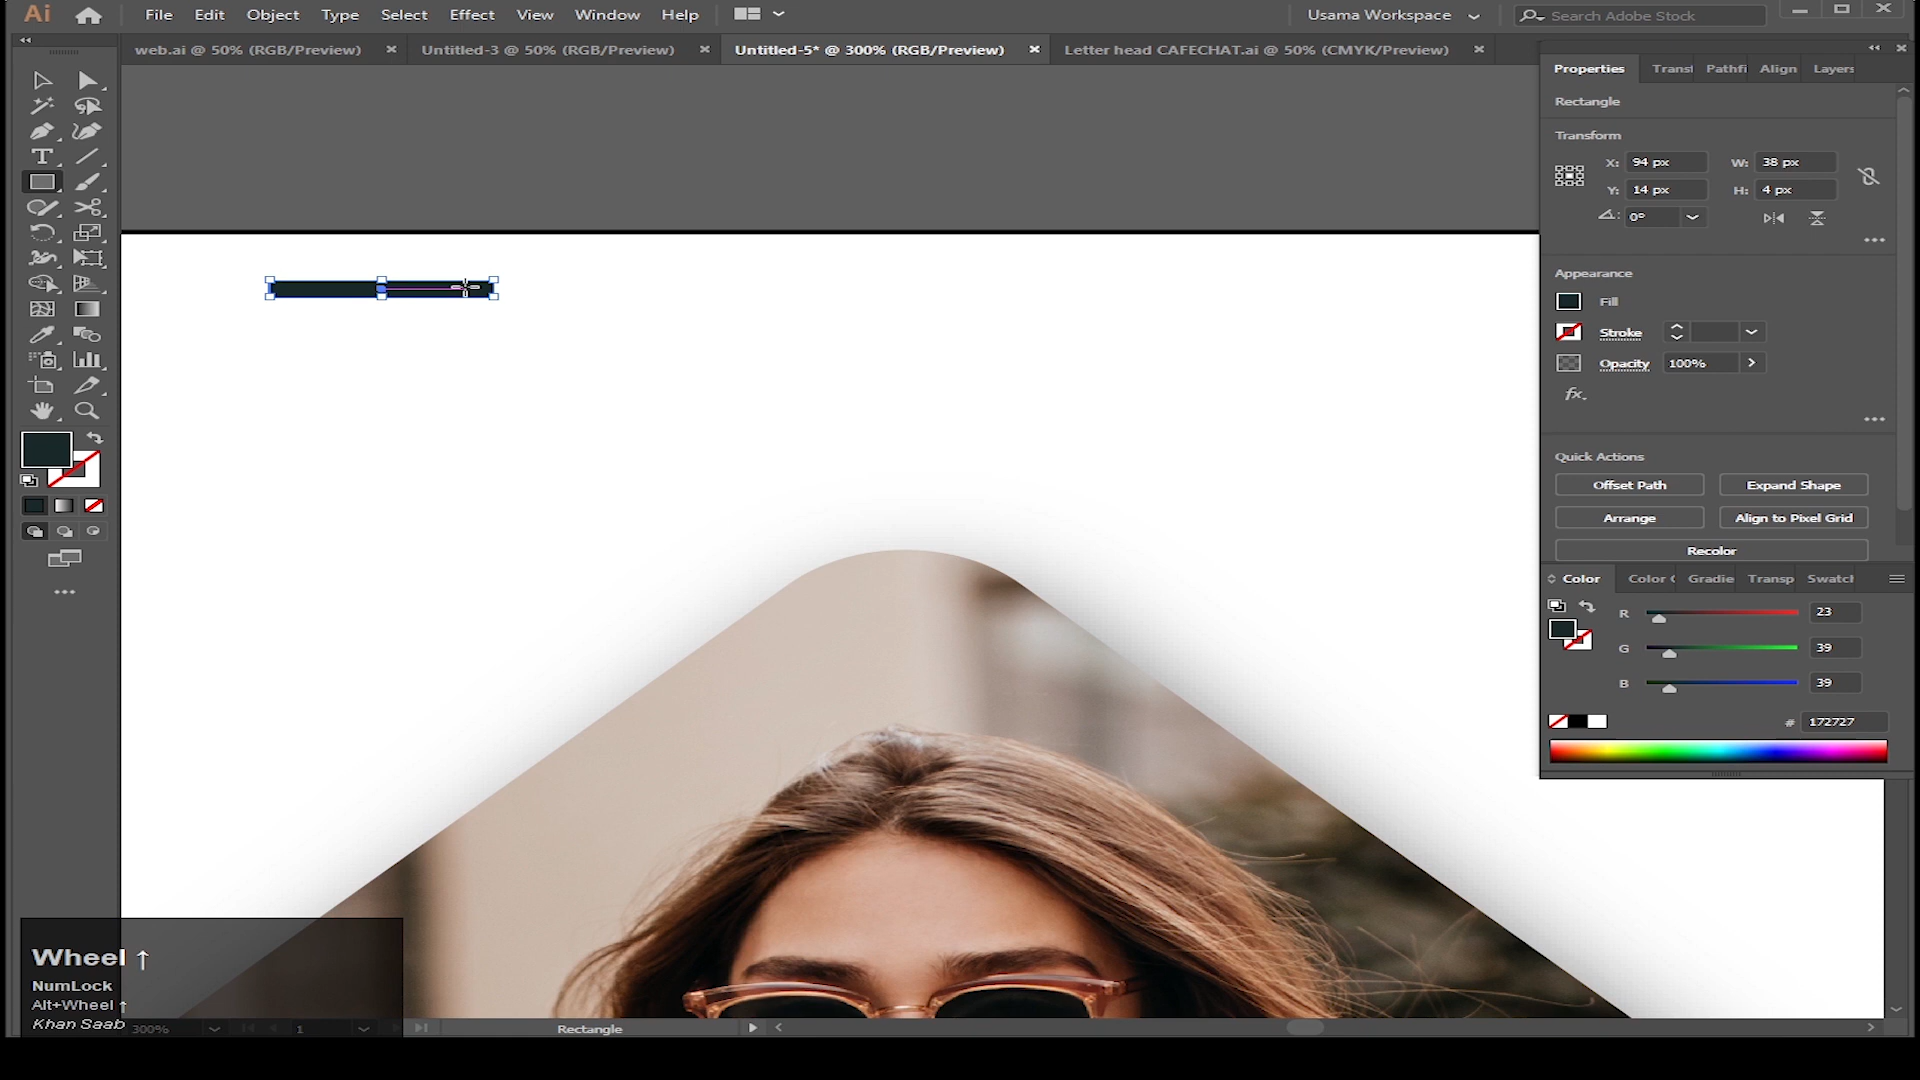 Ai File Edit Object Type Select Effect View Window Help Usama Workspace Search Adobe Stock
web.ai @ 50% (RGB/Preview) × Untitled-3 @ 50% (RGB/Preview) × Untitled-5* @ 300% (RGB/Preview) × Letter head CAFECHAT.ai @ 50% (CMYK/Preview) ×
Properties Transf Pathfi Align Layers
Rectangle
Transform
X: 94 px W: 38 px
Y: 14 px H: 4 px
0°
Appearance
Fill
Stroke
Opacity 100%
fx.
Quick Actions
Offset Path Expand Shape
Arrange Align to Pixel Grid
Recolor
Color Color Gradie Transp Swatch
R 23
G 39
B 39
# 172727
Wheel ↑
NumLock
Alt+Wheel ↑
Khan Saab 300% 1 Rectangle